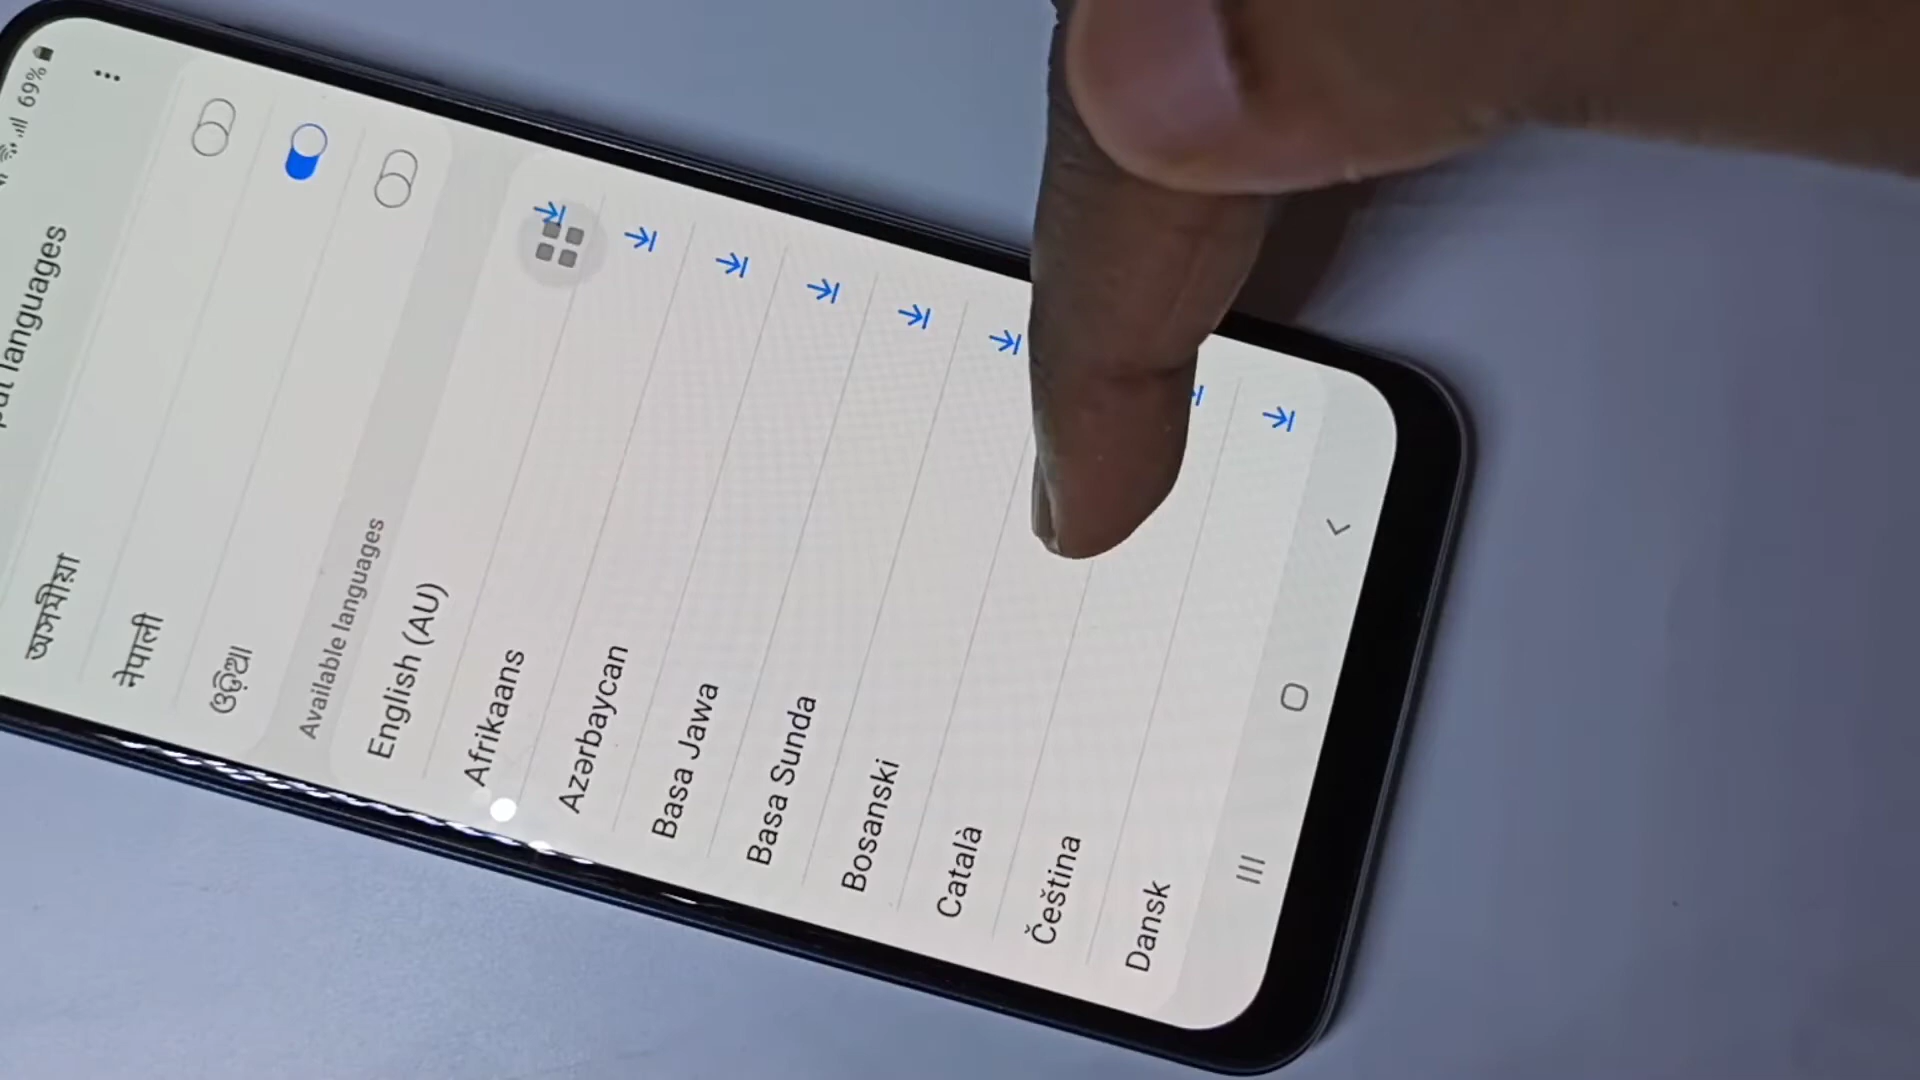 69%
languages
অসমীয়া
नेपाली
ଓଡ଼ିଆ
Available languages
English (AU)
Afrikaans
Azərbaycan
Basa Jawa
Basa Sunda
Bosanski
Català
Čeština
Dansk